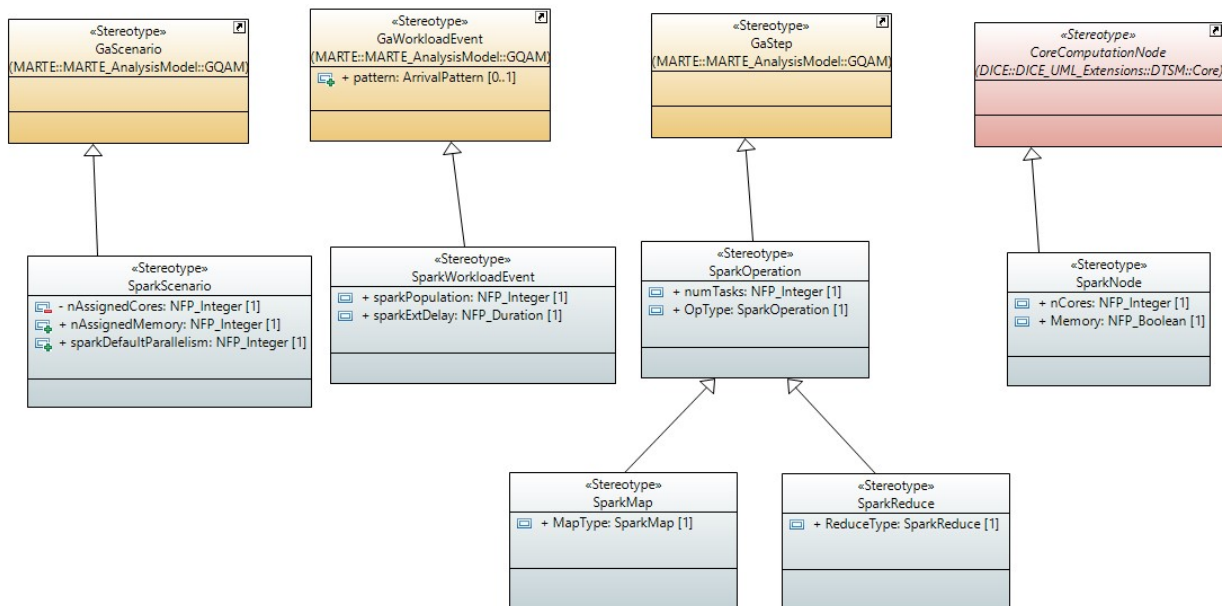 «Stereotype»
GaScenario
(MARTE::MARTE_AnalysisModel::GQAM)
«Stereotype»
GaWorkloadEvent
(MARTE::MARTE_AnalysisModel::GQAM)
+ pattern: ArrivalPattern [0..1]
«Stereotype»
GaStep
(MARTE::MARTE_AnalysisModel::GQAM)
«Stereotype»
CoreComputationNode
(DICE::DICE_UML_Extensions::DTSM::Core)
«Stereotype»
SparkScenario
- nAssignedCores: NFP_Integer [1]
+ nAssignedMemory: NFP_Integer [1]
+ sparkDefaultParallelism: NFP_Integer [1]
«Stereotype»
SparkWorkloadEvent
+ sparkPopulation: NFP_Integer [1]
+ sparkExtDelay: NFP_Duration [1]
«Stereotype»
SparkOperation
+ numTasks: NFP_Integer [1]
+ OpType: SparkOperation [1]
«Stereotype»
SparkNode
+ nCores: NFP_Integer [1]
+ Memory: NFP_Boolean [1]
«Stereotype»
SparkMap
+ MapType: SparkMap [1]
«Stereotype»
SparkReduce
+ ReduceType: SparkReduce [1]